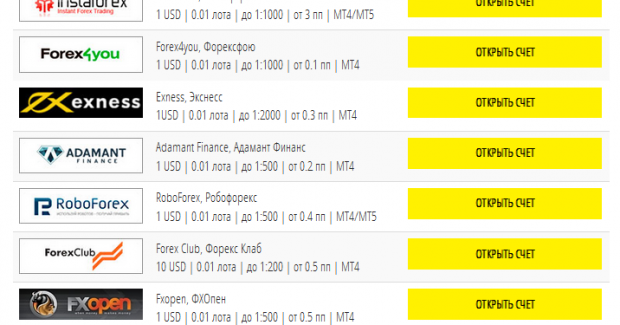 instaforex
Instant Forex Trading
1 USD | 0.01 лота | до 1:1000 | от 3 пп | MT4/MT5
ОТКРЫТЬ СЧЕТ
Forex4you
Forex4you, Форексфою
1 USD | 0.01 лота | до 1:1000 | от 0.1 пп | MT4
ОТКРЫТЬ СЧЕТ
exness
Exness, Экснесс
1USD | 0.01 лота | до 1:2000 | от 0.3 пп | MT4
ОТКРЫТЬ СЧЕТ
ADAMANT
FINANCE
Adamant Finance, Адамант Финанс
1 USD | 0.01 лота | до 1:500 | от 0.2 пп | MT4
ОТКРЫТЬ СЧЕТ
RoboForex
ИСПОЛЬЗУЙ РОБОТОВ - ПОЛУЧАЙ ПРИБЫЛЬ
RoboForex, Робофорекс
1 USD | 0.01 лота | до 1:500 | от 0.4 пп | MT4/MT5
ОТКРЫТЬ СЧЕТ
ForexClub
Forex Club, Форекс Клаб
10 USD | 0.01 лота | до 1:200 | от 0.5 пп | MT4
ОТКРЫТЬ СЧЕТ
FXopen
Fxopen, ФХОпен
1 USD | 0.01 лота | до 1:500 | от 0.5 пп | MT4
ОТКРЫТЬ СЧЕТ